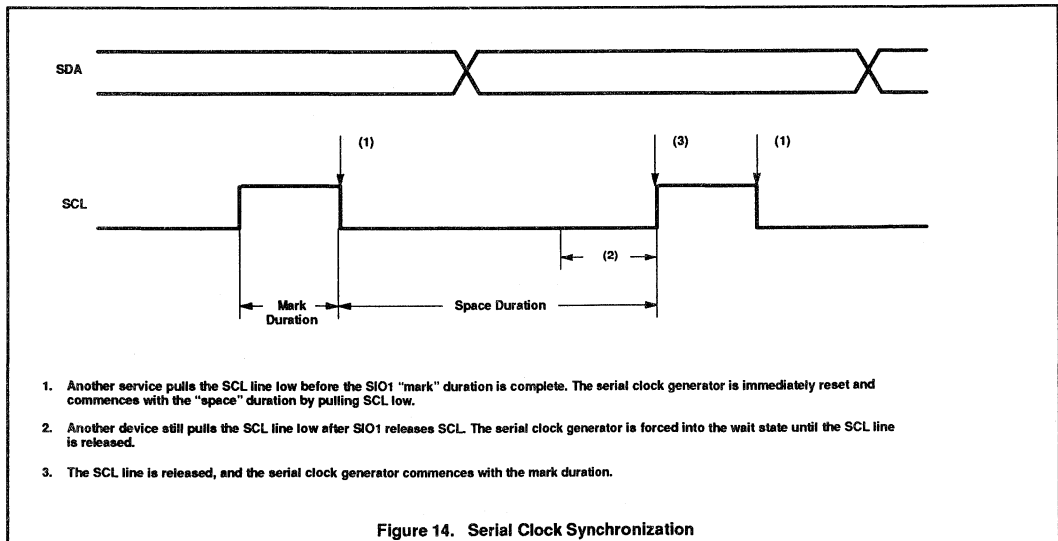 SDA
(1)
(3)
(1)
SCL
(2)
Mark
Duration
Space Duration
1. Another service pulls the SCL line low before the SIO1 “mark” duration is complete. The serial clock generator is immediately reset and
commences with the “space” duration by pulling SCL low.
2. Another device still pulls the SCL line low after SIO1 releases SCL. The serial clock generator is forced into the wait state until the SCL line
is released.
3. The SCL line is released, and the serial clock generator commences with the mark duration.
Figure 14. Serial Clock Synchronization